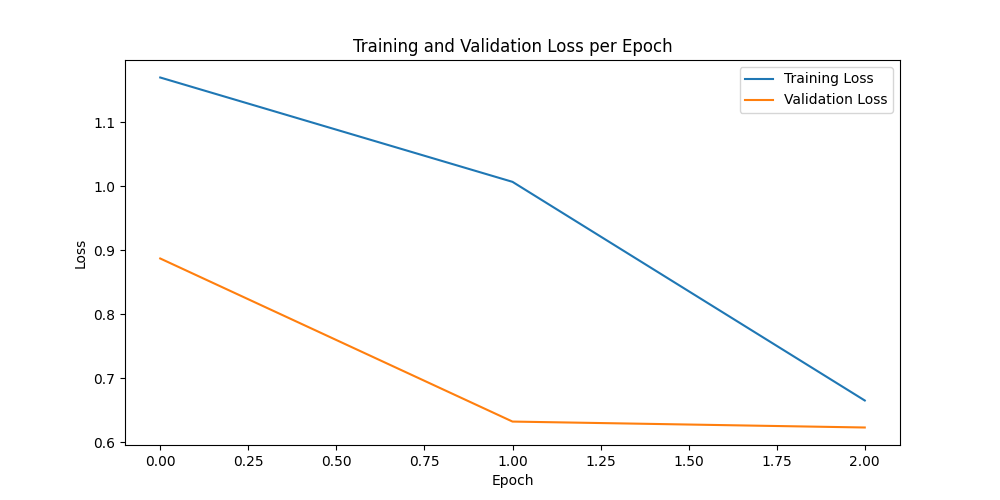 Training and Validation Loss per Epoch
Training Loss
Validation Loss
1.1
1.0
0.9
0.8
0.7
0.6
Loss
0.00 0.25 0.50 0.75 1.00 1.25 1.50 1.75 2.00
Epoch